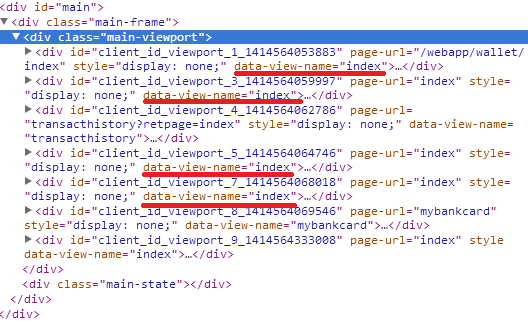 <div id="main">
▼<div class="main-frame">
▼<div class="main-viewport">
▶<div id="client_id_viewport_1_1414564053883" page-url="/webapp/wallet/
index" style="display: none;" data-view-name="index">…</div>
▶<div id="client_id_viewport_3_1414564059997" page-url="index" style=
"display: none;" data-view-name="index">…</div>
▶<div id="client_id_viewport_4_1414564062786" page-url=
"transacthistory?retpage=index" style="display: none;" data-view-name=
"transacthistory">…</div>
▶<div id="client_id_viewport_5_1414564064746" page-url="index" style=
"display: none;" data-view-name="index">…</div>
▶<div id="client_id_viewport_7_1414564068018" page-url="index" style=
"display: none;" data-view-name="index">…</div>
▶<div id="client_id_viewport_8_1414564069546" page-url="mybankcard"
style="display: none;" data-view-name="mybankcard">…</div>
▶<div id="client_id_viewport_9_1414564333008" page-url="index" style
data-view-name="index">…</div>
</div>
<div class="main-state"></div>
</div>
</div>